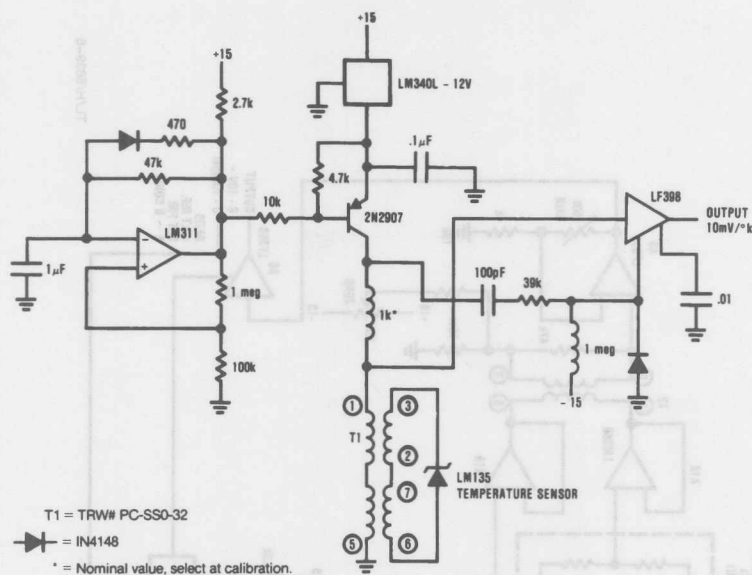 +15
LM340L - 12V
+15
2.7k
470
47k
.1μF
4.7k
10k
2N2907
LM311
LF398
OUTPUT
10mV/°k
1μF
1 meg
100pF
39k
.01
1k*
1 meg
100k
- 15
1
3
T1
2
7
LM135
TEMPERATURE SENSOR
5
6
T1 = TRW# PC-SS0-32
= IN4148
* = Nominal value, select at calibration.